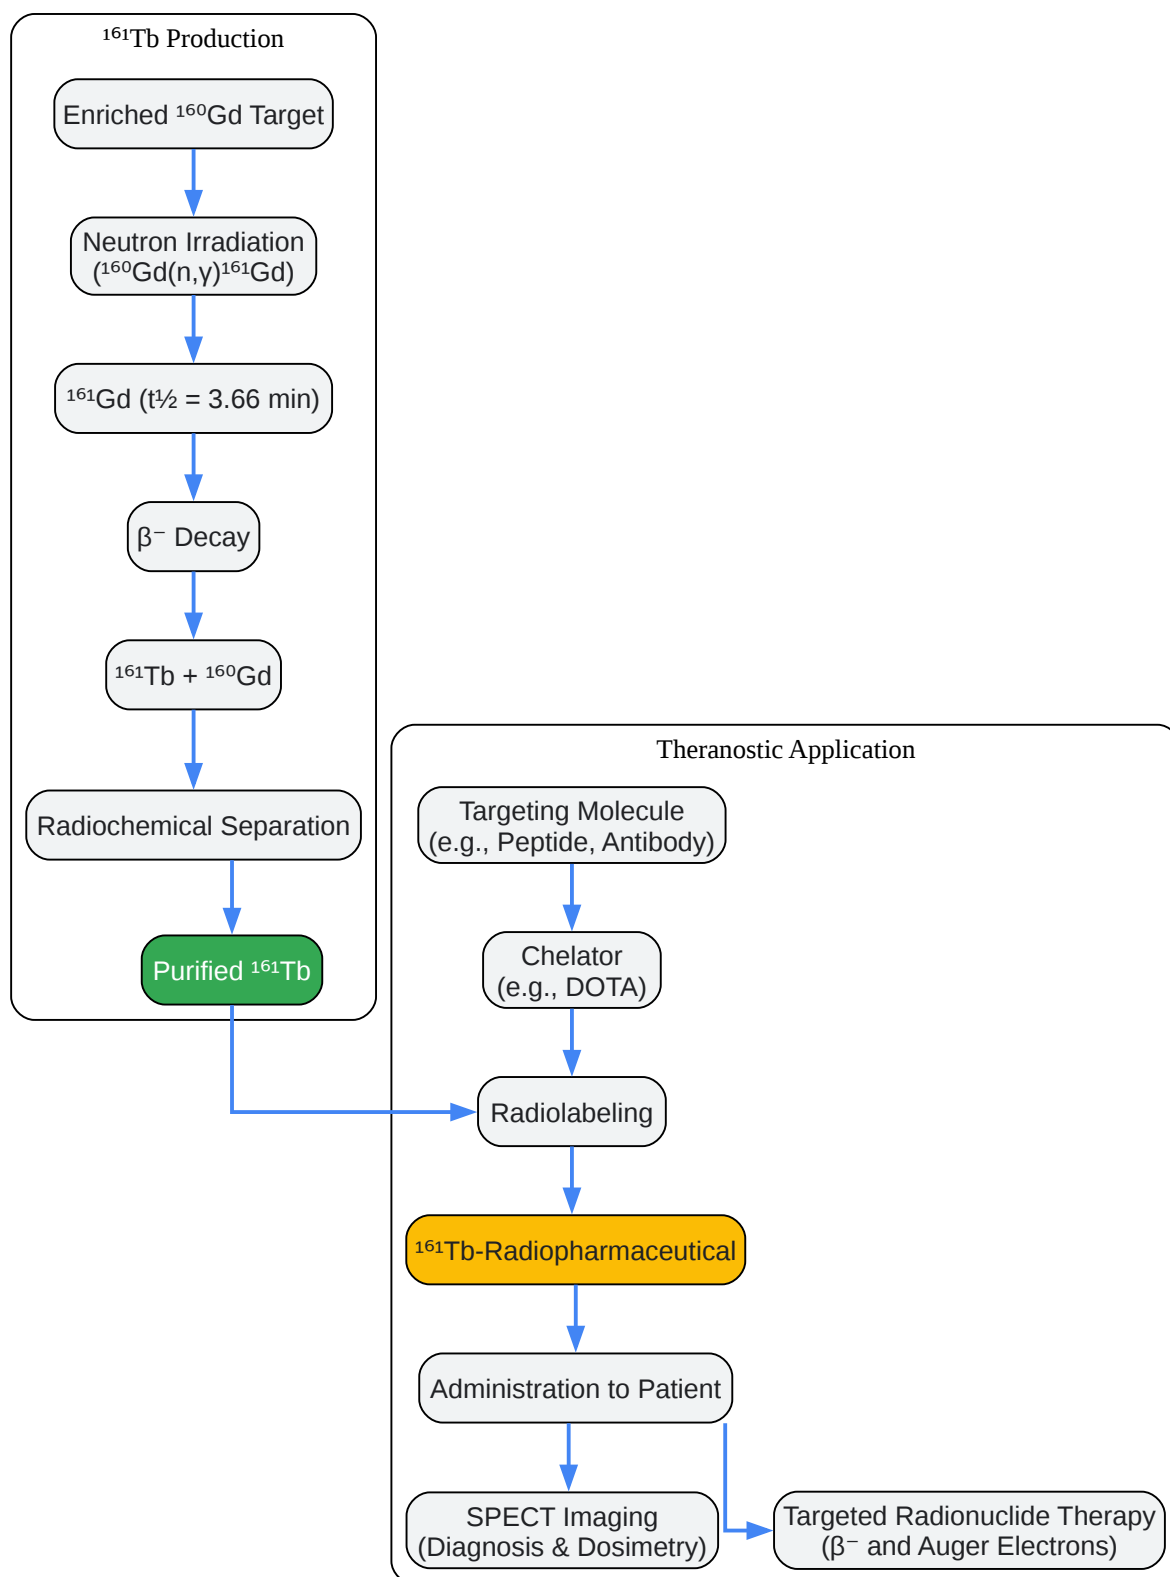 ¹⁶¹Tb Production
Enriched ¹⁶⁰Gd Target
Neutron Irradiation
(¹⁶⁰Gd(n,γ)¹⁶¹Gd)
¹⁶¹Gd (t½ = 3.66 min)
β⁻ Decay
¹⁶¹Tb + ¹⁶⁰Gd
Radiochemical Separation
Purified ¹⁶¹Tb
Theranostic Application
Targeting Molecule
(e.g., Peptide, Antibody)
Chelator
(e.g., DOTA)
Radiolabeling
¹⁶¹Tb-Radiopharmaceutical
Administration to Patient
SPECT Imaging
(Diagnosis & Dosimetry)
Targeted Radionuclide Therapy
(β⁻ and Auger Electrons)